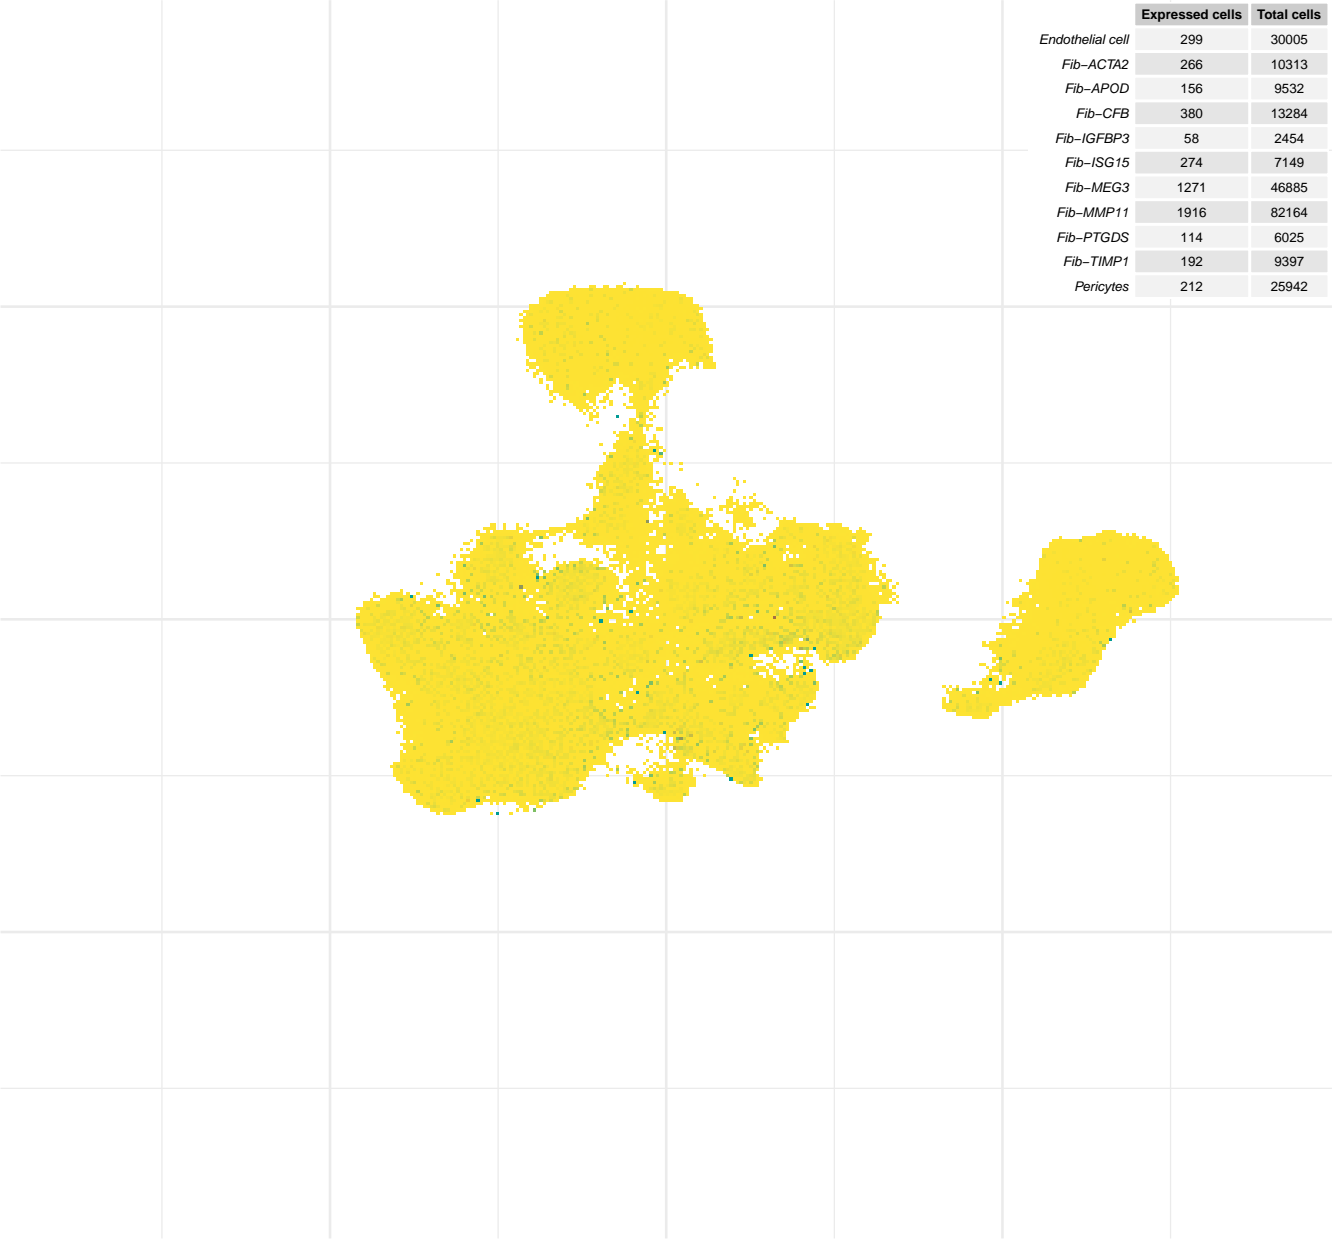 Expressed cells Total cells
Endothelial cell 299 30005
Fib−ACTA2 266 10313
Fib−APOD 156 9532
Fib−CFB 380 13284
Fib−IGFBP3 58 2454
Fib−ISG15 274 7149
Fib−MEG3 1271 46885
Fib−MMP11 1916 82164
Fib−PTGDS 114 6025
Fib−TIMP1 192 9397
Pericytes 212 25942